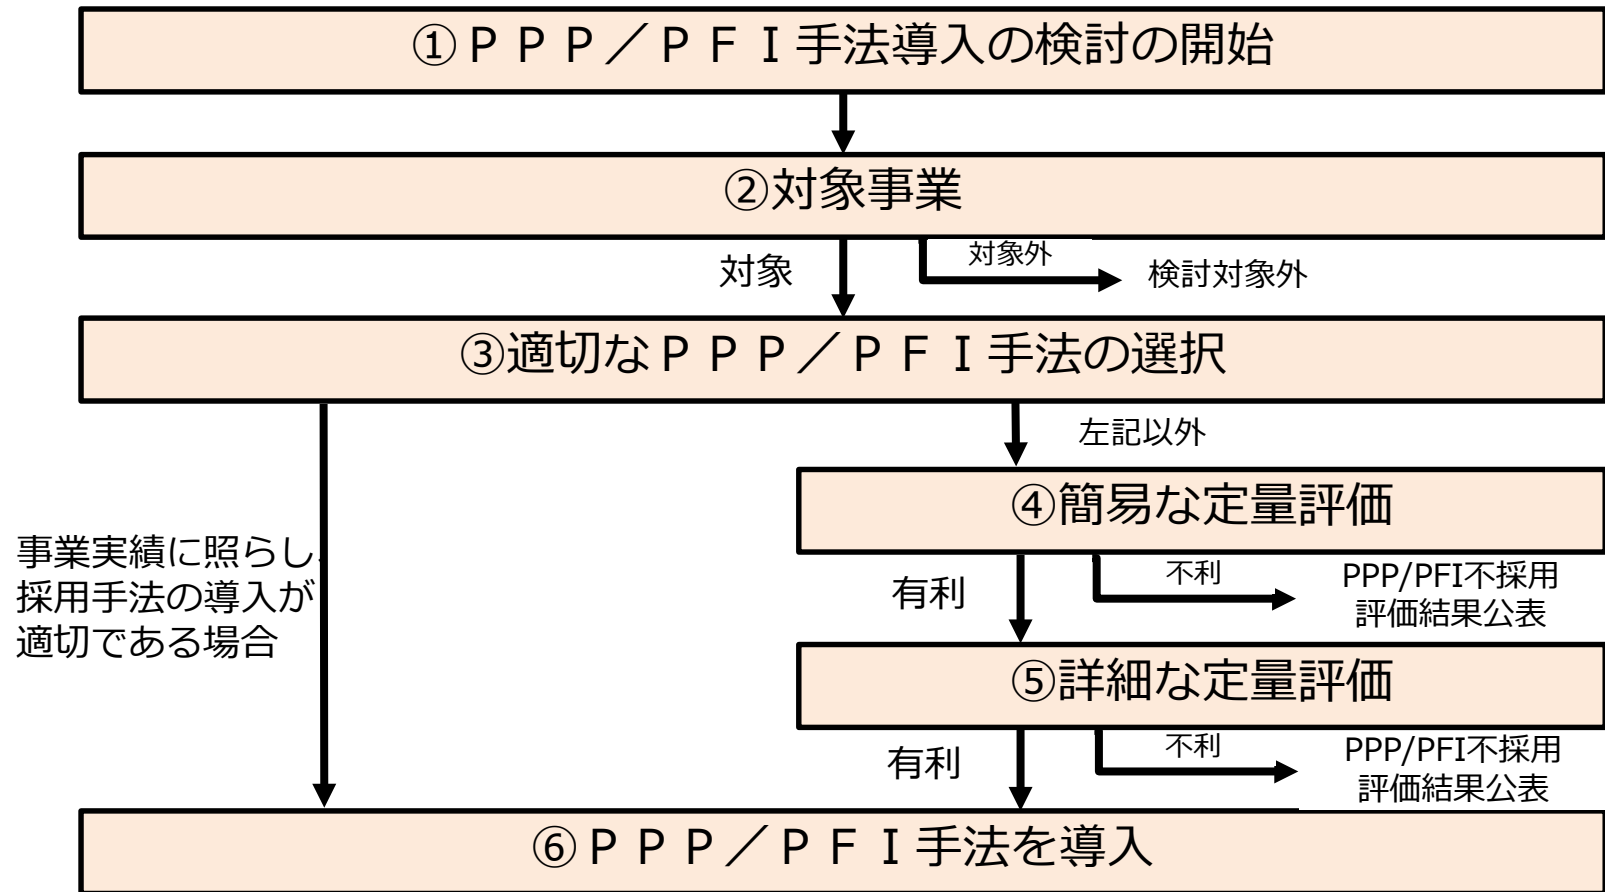 ①ＰＰＰ／ＰＦＩ手法導入の検討の開始
②対象事業
対象
対象外
検討対象外
③適切なＰＰＰ／ＰＦＩ手法の選択
左記以外
④簡易な定量評価
事業実績に照らし、
採用手法の導入が
適切である場合
有利
不利
PPP/PFI不採用
評価結果公表
⑤詳細な定量評価
有利
不利
PPP/PFI不採用
評価結果公表
⑥ＰＰＰ／ＰＦＩ手法を導入